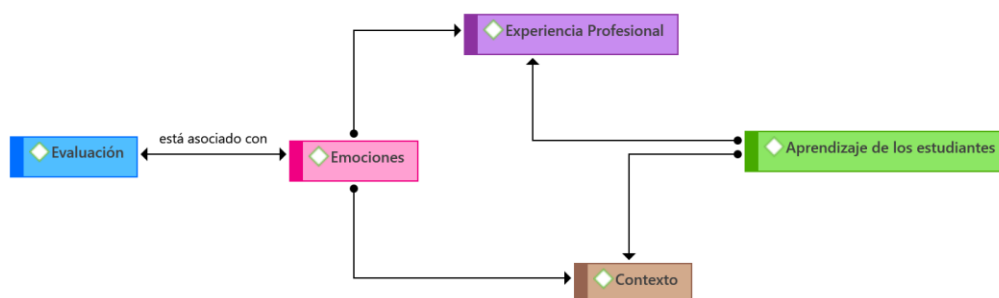 Experiencia Profesional
está asociado con
Evaluación
Emociones
Aprendizaje de los estudiantes
Contexto